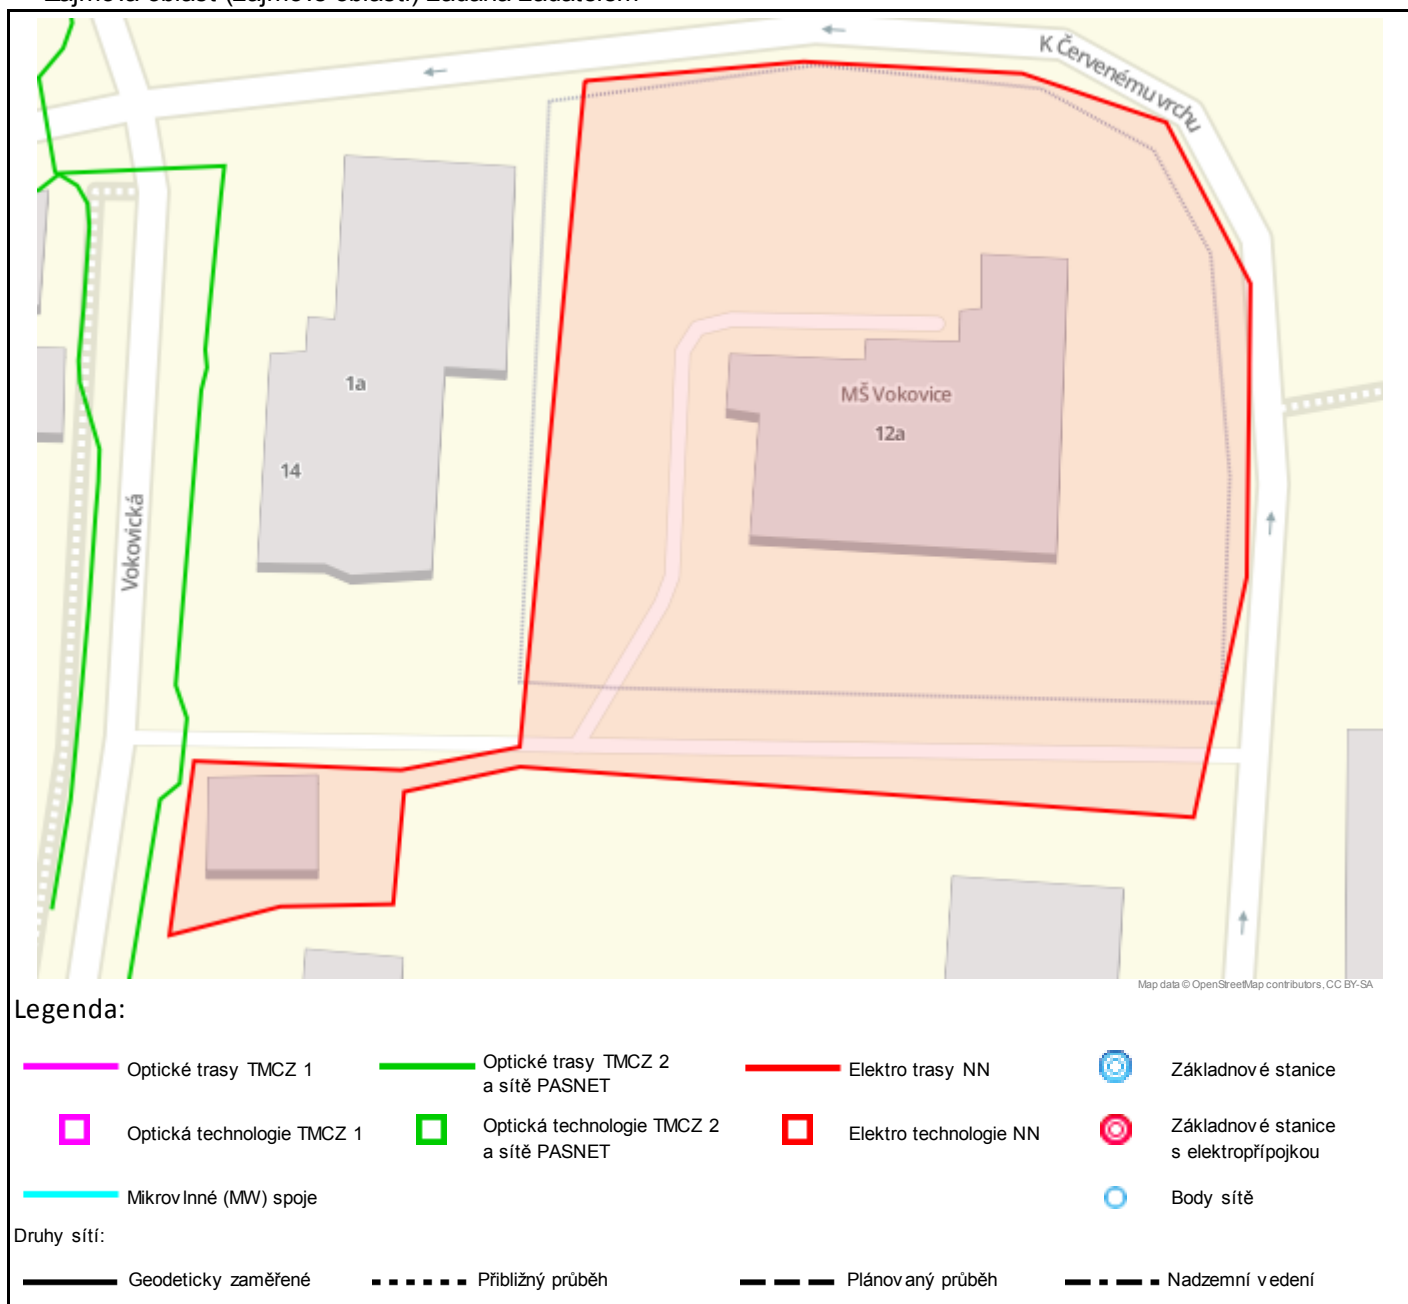 K Červenému vrchu
1a
MŠ Vokovice
12a
14
Vokovická
Map data © OpenStreetMap contributors, CC BY-SA
Legenda:
Optické trasy TMCZ 1
Optické trasy TMCZ 2
a sítě PASNET
Elektro trasy NN
Základnové stanice
Optická technologie TMCZ 1
Optická technologie TMCZ 2
a sítě PASNET
Elektro technologie NN
Základnové stanice
s elektropřípojkou
Mikrovlnné (MW) spoje
Body sítě
Druhy sítí:
Geodeticky zaměřené
Přibližný průběh
Plánovaný průběh
Nadzemní vedení